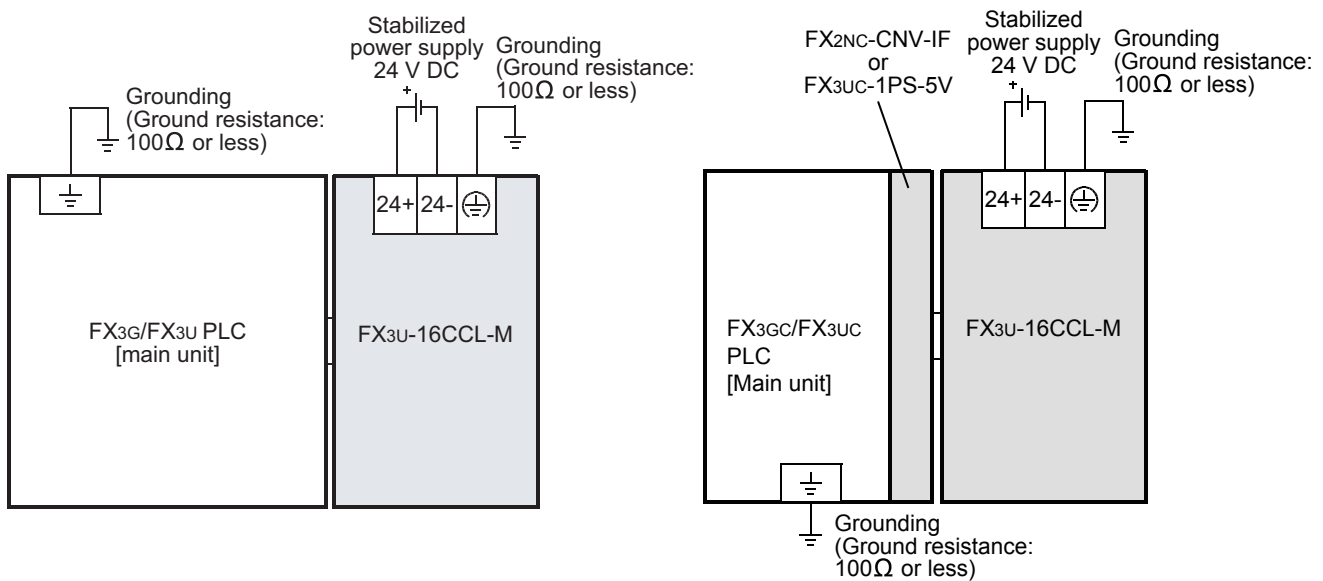 Stabilized
power supply
24 V DC
+
Grounding
(Ground resistance:
100Ω or less)
Grounding
(Ground resistance:
100Ω or less)
24+ 24-
FX3G/FX3U PLC
[main unit]
FX3U-16CCL-M
FX2NC-CNV-IF
or
FX3UC-1PS-5V
Stabilized
power supply
24 V DC
+
Grounding
(Ground resistance:
100Ω or less)
24+ 24-
FX3GC/FX3UC
PLC
[Main unit]
FX3U-16CCL-M
Grounding
(Ground resistance:
100Ω or less)